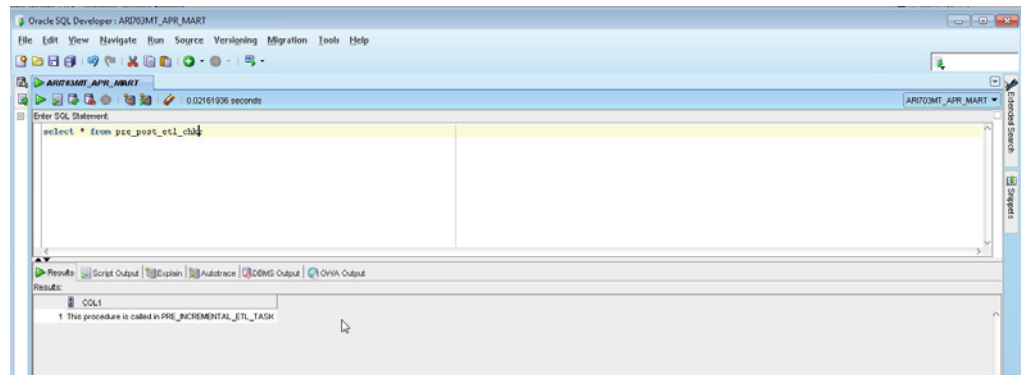 Oracle SQL Developer : ARI703MT_APR_MART
File Edit View Navigate Run Source Versioning Migration Tools Help
ARI703MT_APR_MART
0.02161936 seconds
ARI703MT_APR_MART
Enter SQL Statement:
select * from pre_post_etl_chkr
Extended Search
Snippets
Results Script Output Explain Autotrace DBMS Output OWA Output
Results:
COL1
1 This procedure is called in PRE_INCREMENTAL_ETL_TASK